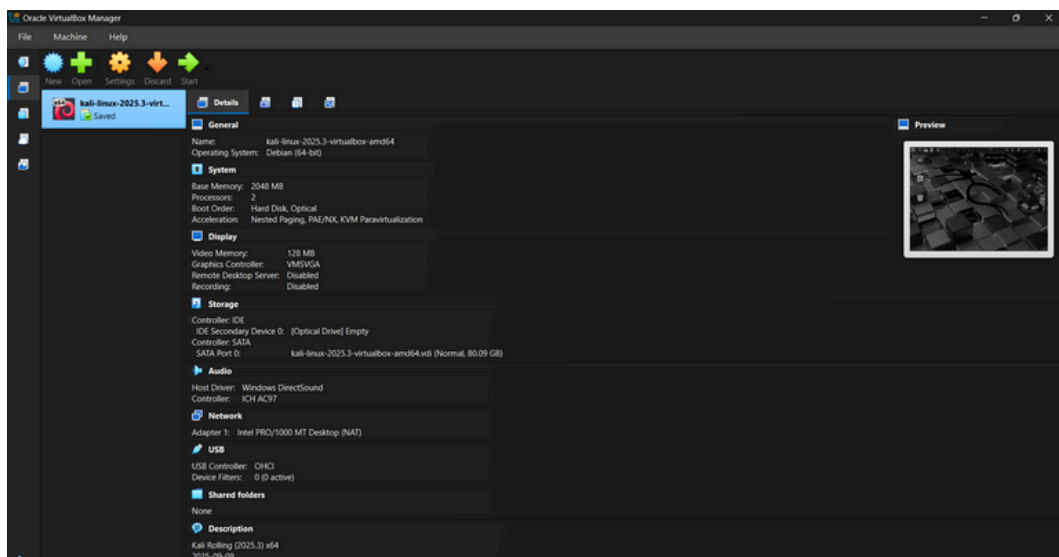 Oracle VirtualBox Manager
File Machine Help
New Open Settings Discard Start
kali-linux-2025.3-virt...
Saved
Details
General
Name: kali-linux-2025.3-virtualbox-amd64
Operating System: Debian (64-bit)
System
Base Memory: 2048 MB
Processors: 2
Boot Order: Hard Disk, Optical
Acceleration: Nested Paging, PAE/NX, KVM Paravirtualization
Display
Video Memory: 128 MB
Graphics Controller: VMSVGA
Remote Desktop Server: Disabled
Recording: Disabled
Storage
Controller: IDE
IDE Secondary Device 0: [Optical Drive] Empty
Controller: SATA
SATA Port 0: kali-linux-2025.3-virtualbox-amd64.vdi (Normal, 80.09 GB)
Audio
Host Driver: Windows DirectSound
Controller: ICH AC97
Network
Adapter 1: Intel PRO/1000 MT Desktop (NAT)
USB
USB Controller: OHCI
Device Filters: 0 (0 active)
Shared folders
None
Description
Kali Rolling (2025.3) x64
2025-09-09
Preview